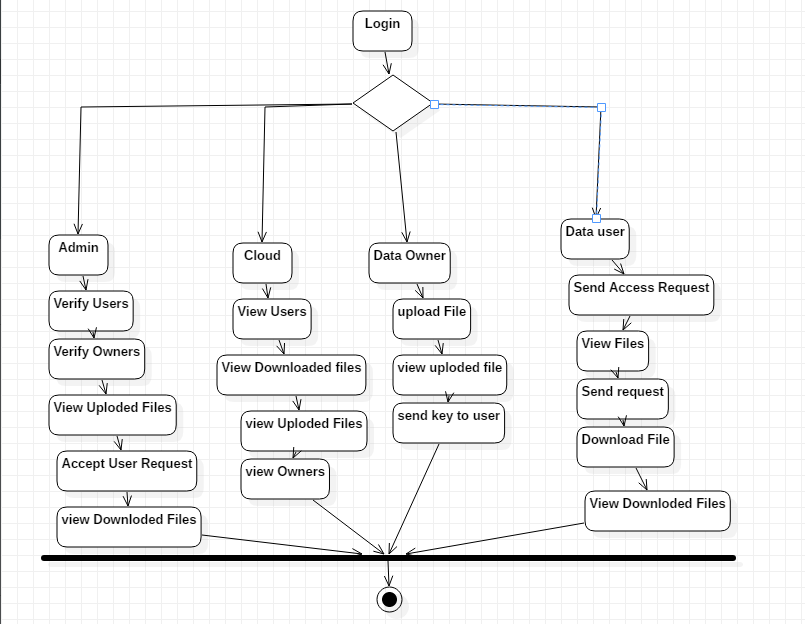 Login
Admin
Verify Users
Verify Owners
View Uploded Files
Accept User Request
view Downloded Files
Cloud
View Users
View Downloaded files
view Uploded Files
view Owners
Data Owner
upload File
view uploded file
send key to user
Data user
Send Access Request
View Files
Send request
Download File
View Downloded Files